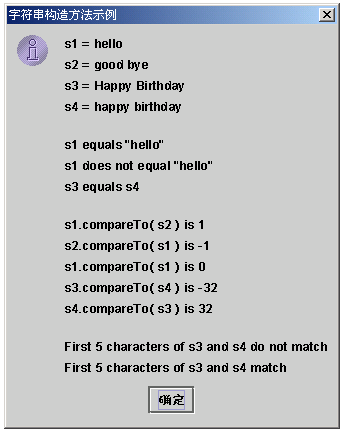 字符串构造方法示例
s1 = hello
s2 = good bye
s3 = Happy Birthday
s4 = happy birthday
s1 equals "hello"
s1 does not equal "hello"
s3 equals s4
s1.compareTo( s2 ) is 1
s2.compareTo( s1 ) is -1
s1.compareTo( s1 ) is 0
s3.compareTo( s4 ) is -32
s4.compareTo( s3 ) is 32
First 5 characters of s3 and s4 do not match
First 5 characters of s3 and s4 match
确定